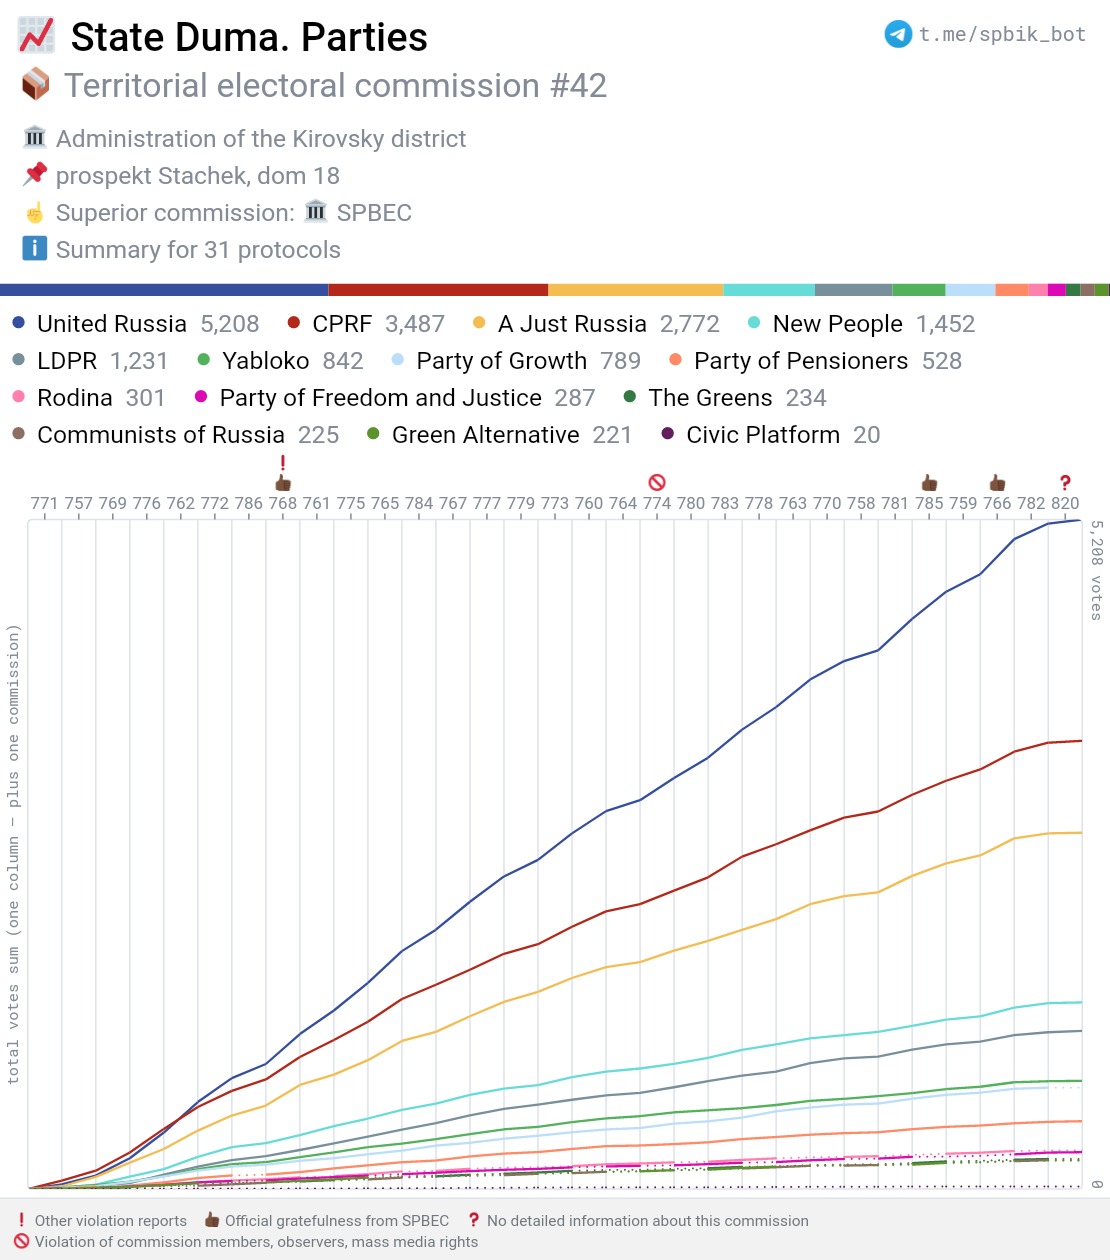 State Duma. Parties
t.me/spbik_bot
Territorial electoral commission #42
Administration of the Kirovsky district
prospekt Stachek, dom 18
Superior commission: SPBEC
Summary for 31 protocols
United Russia 5,208 CPRF 3,487 A Just Russia 2,772 New People 1,452
LDPR 1,231 Yabloko 842 Party of Growth 789 Party of Pensioners 528
Rodina 301 Party of Freedom and Justice 287 The Greens 234
Communists of Russia 225 Green Alternative 221 Civic Platform 20
771 757 769 776 762 772 786 768 761 775 765 784 767 777 779 773 760 764 774 780 783 778 763 770 758 781 785 759 766 782 820
5,208 votes
total votes sum (one column – plus one commission)
0
Other violation reports Official gratefulness from SPBEC No detailed information about this commission
Violation of commission members, observers, mass media rights